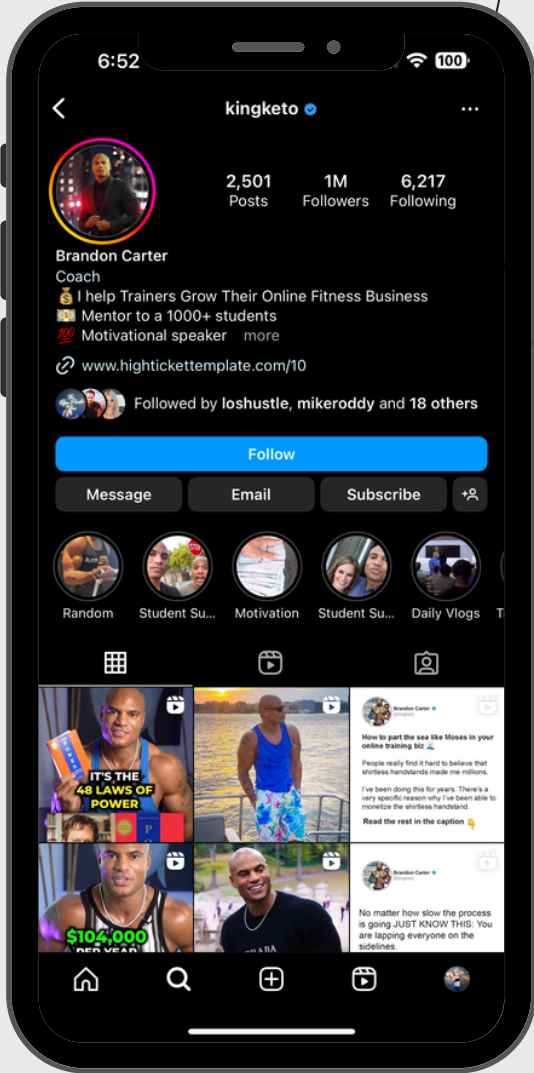 6:52
100
kingketo
2,501
1M
6,217
Posts
Followers
Following
Brandon Carter
Coach
💰I help Trainers Grow Their Online Fitness Business
💵 Mentor to a 1000+ students
💯 Motivational speaker more
www.hightickettemplate.com/10
Followed by loshustle, mikeroddy and 18 others
Follow
Message
Email
Subscribe
Random
Student Su...
Motivation
Student Su...
Daily Vlogs
STOP
POWER
IT'S THE
48 LAWS OF
POWER
Brandon Carter
@kingketo
How to part the sea like Moses in your
online training biz 🌊
People really find it hard to believe that
shirtless handstands made me millions.
I've been doing this for years. There's a
very specific reason why I've been able to
monetize the shirtless handstand.
Read the rest in the caption 👇
$104,000
PER YEAR
Brandon Carter
@kingketo
No matter how slow the process
is going JUST KNOW THIS: You
are lapping everyone on the
sidelines.